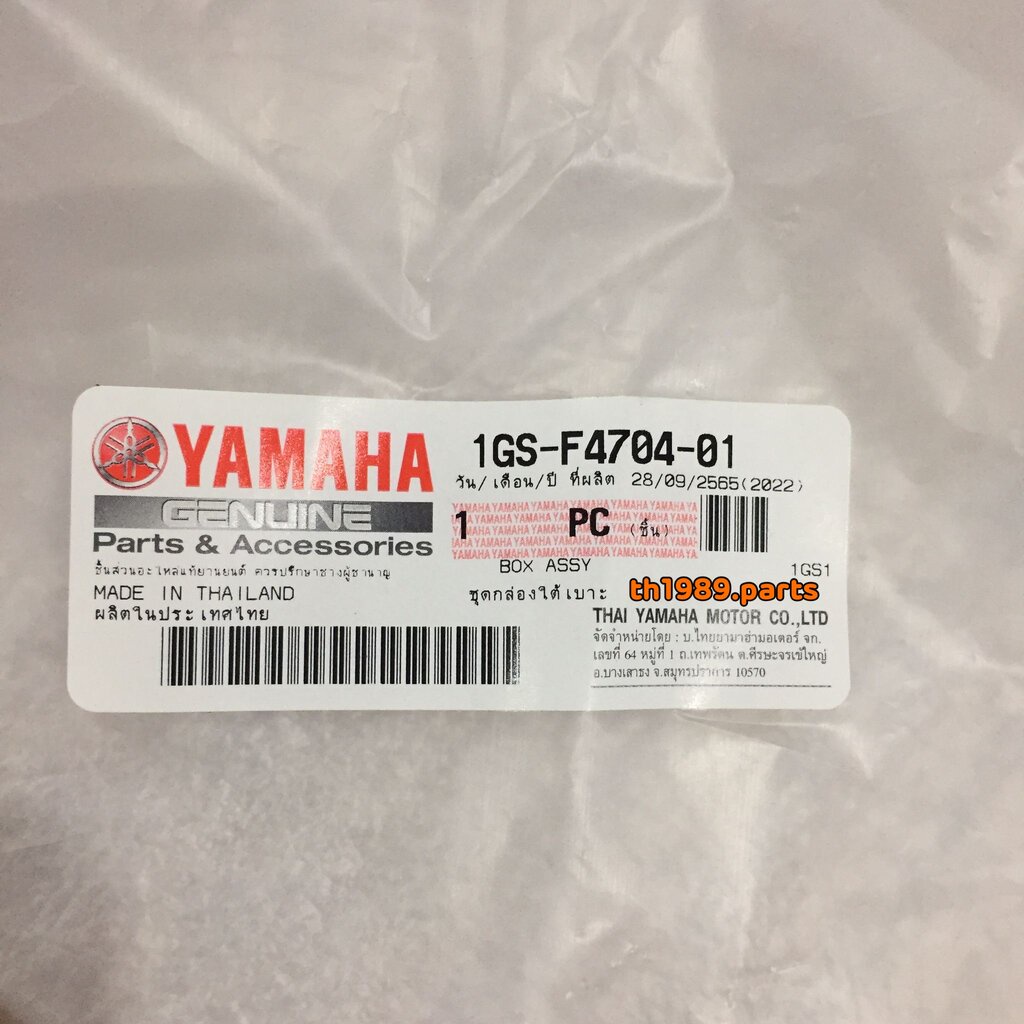 YAMAHA
GENUINE
Parts & Accessories
ชิ้นส่วนอะไหล่แท้ยานยนต์ ควรปรึกษาช่างผู้ชำนาญ
MADE IN THAILAND
ผลิตในประเทศไทย
1GS-F4704-01
วัน/เดือน/ปี ที่ผลิต 28/09/2565(2022)
1 PC (ชิ้น)
BOX ASSY 1GS1
ชุดกล่องใต้เบาะ
th1989.parts
THAI YAMAHA MOTOR CO.,LTD
จัดจำหน่ายโดย : บ.ไทยยามาฮ่ามอเตอร์ จก.
เลขที่ 64 หมู่ที่ 1 ถ.เทพรัตน ต.ศีรษะจรเข้ใหญ่
อ.บางเสาธง จ.สมุทรปราการ 10570